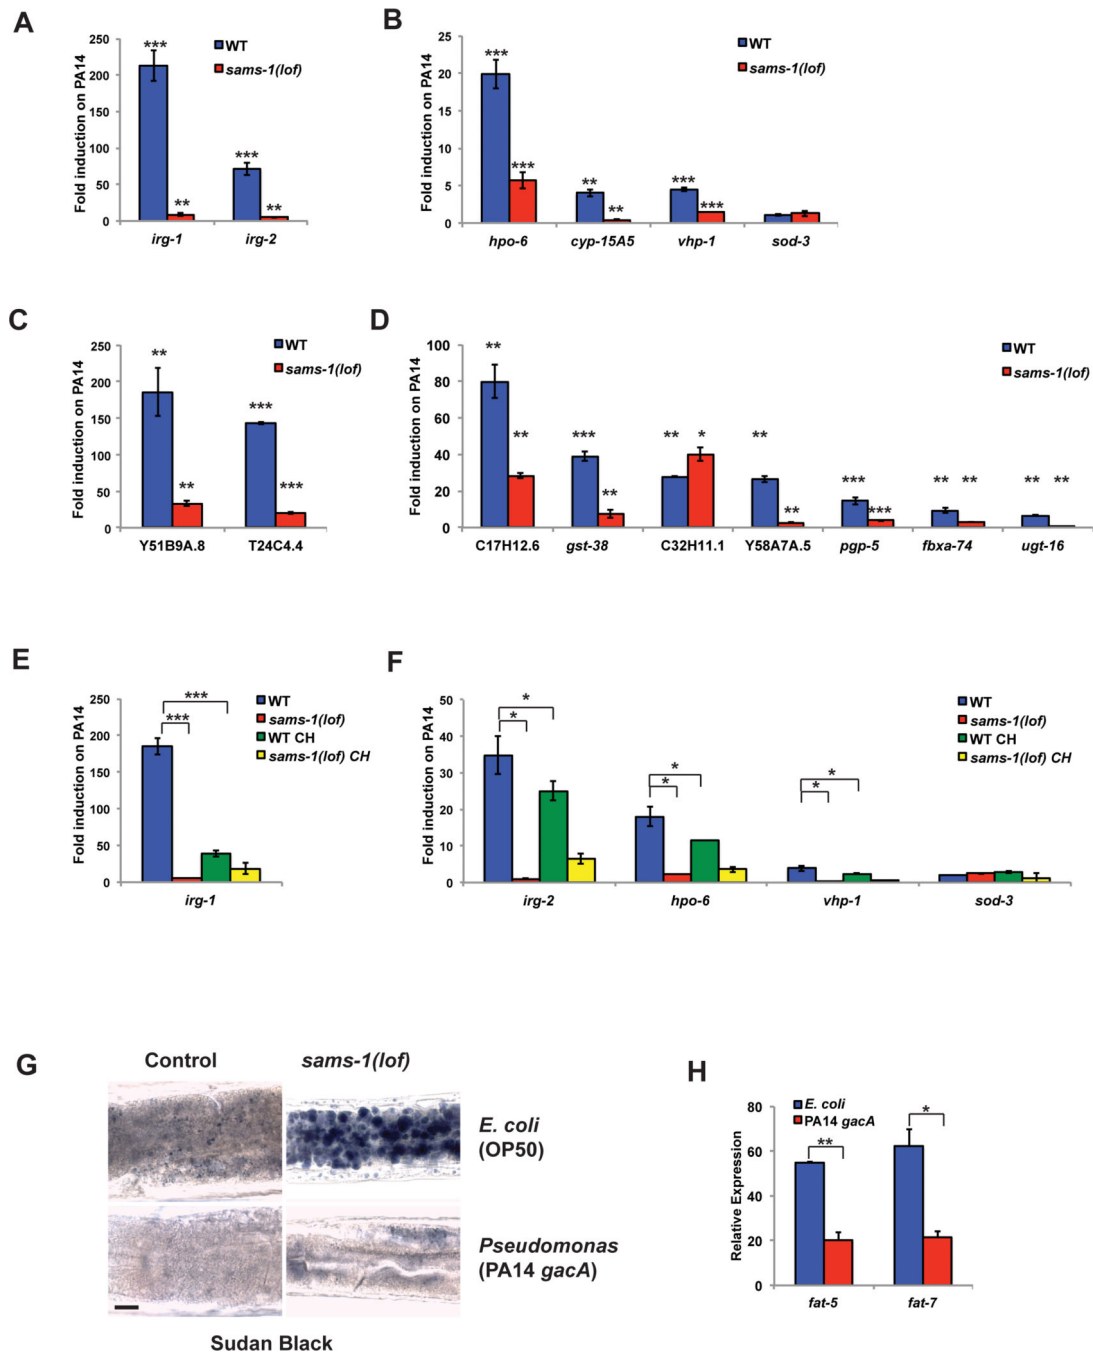 A
Fold induction on PA14
250
200
150
100
50
0
***
**
***
**
WT
sams-1(lof)
irg-1
irg-2
B
Fold induction on PA14
25
20
15
10
5
0
***
***
**
**
***
***
WT
sams-1(lof)
hpo-6
cyp-15A5
vhp-1
sod-3
C
Fold induction on PA14
250
200
150
100
50
0
**
**
***
***
WT
sams-1(lof)
Y51B9A.8
T24C4.4
D
Fold induction on PA14
100
80
60
40
20
0
**
**
***
**
**
*
**
**
***
***
**
**
**
**
WT
sams-1(lof)
C17H12.6
gst-38
C32H11.1
Y58A7A.5
pgp-5
fbxa-74
ugt-16
E
Fold induction on PA14
250
200
150
100
50
0
***
***
WT
sams-1(lof)
WT CH
sams-1(lof) CH
irg-1
F
Fold induction on PA14
50
40
30
20
10
0
*
*
*
*
*
*
WT
sams-1(lof)
WT CH
sams-1(lof) CH
irg-2
hpo-6
vhp-1
sod-3
G
Control
sams-1(lof)
E. coli
(OP50)
Pseudomonas
(PA14 gacA)
Sudan Black
H
Relative Expression
80
60
40
20
0
E. coli
PA14 gacA
**
*
fat-5
fat-7